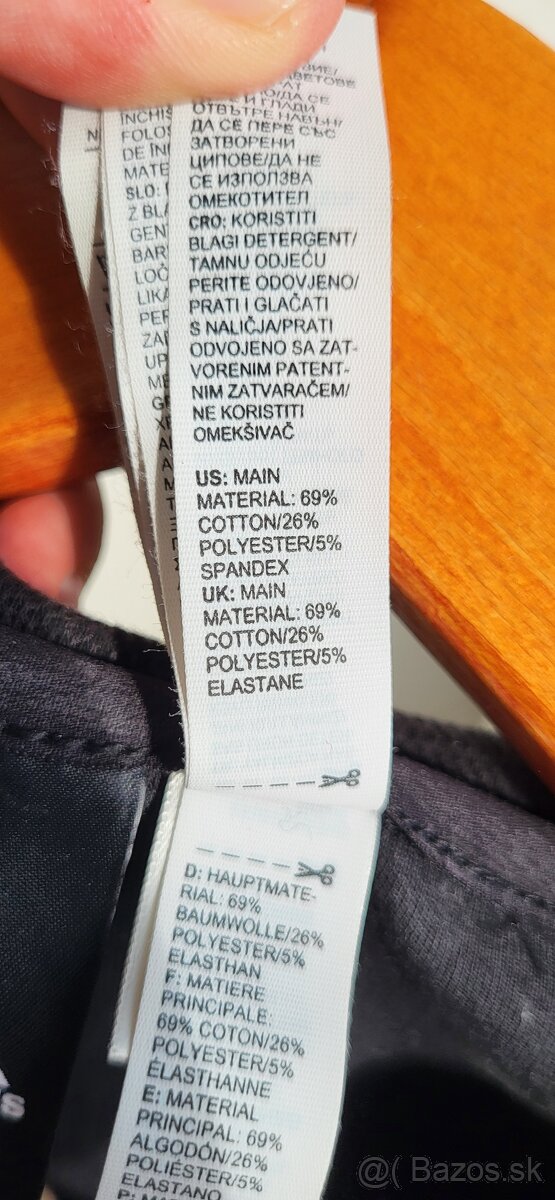 ОТВЪТРЕ НАВЪН/
ДА СЕ ПЕРЕ СЪС
ЗАТВОРЕНИ
ЦИПОВЕ/ДА НЕ
СЕ ИЗПОЛЗВА
ОМЕКОТИТЕЛ
CRO: KORISTITI
BLAGI DETERGENT/
TAMNU ODJEĆU
PERITE ODOVJENO/
PRATI I GLAČATI
S NALIČJA/PRATI
ODVOJENO SA ZAT-
VORENIM PATENT-
NIM ZATVARAČEM/
NE KORISTITI
OMEKŠIVAČ
US: MAIN
MATERIAL: 69%
COTTON/26%
POLYESTER/5%
SPANDEX
UK: MAIN
MATERIAL: 69%
COTTON/26%
POLYESTER/5%
ELASTANE
D: HAUPTMATE-
RIAL: 69%
BAUMWOLLE/26%
POLYESTER/5%
ELASTHAN
F: MATIERE
PRINCIPALE:
69% COTON/26%
POLYESTER/5%
ÉLASTHANNE
E: MATERIAL
PRINCIPAL: 69%
ALGODÓN/26%
POLIÉSTER/5%
ELASTANO
@( Bazos.sk